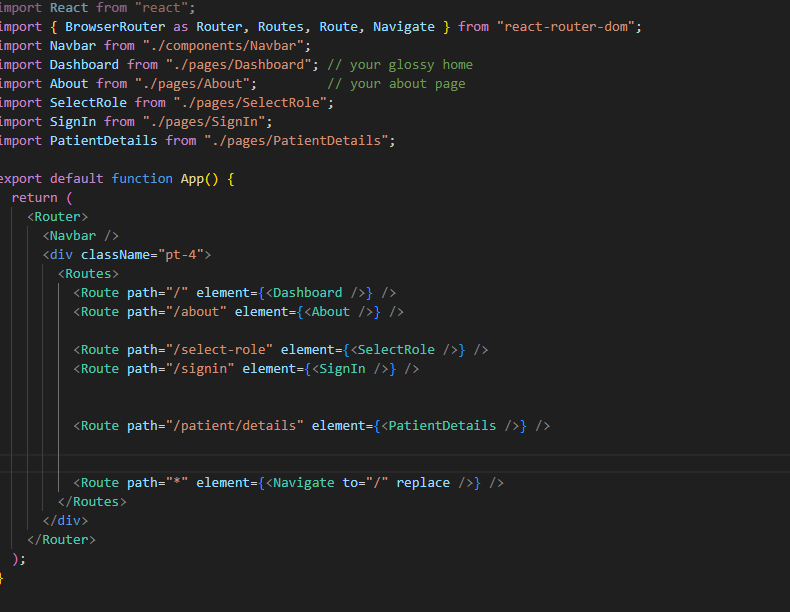 import React from "react";
import { BrowserRouter as Router, Routes, Route, Navigate } from "react-router-dom";
import Navbar from "./components/Navbar";
import Dashboard from "./pages/Dashboard"; // your glossy home
import About from "./pages/About";         // your about page
import SelectRole from "./pages/SelectRole";
import SignIn from "./pages/SignIn";
import PatientDetails from "./pages/PatientDetails";

export default function App() {
  return (
    <Router>
      <Navbar />
      <div className="pt-4">
        <Routes>
          <Route path="/" element={<Dashboard />} />
          <Route path="/about" element={<About />} />

          <Route path="/select-role" element={<SelectRole />} />
          <Route path="/signin" element={<SignIn />} />


          <Route path="/patient/details" element={<PatientDetails />} />


          <Route path="*" element={<Navigate to="/" replace />} />
        </Routes>
      </div>
    </Router>
  );
}